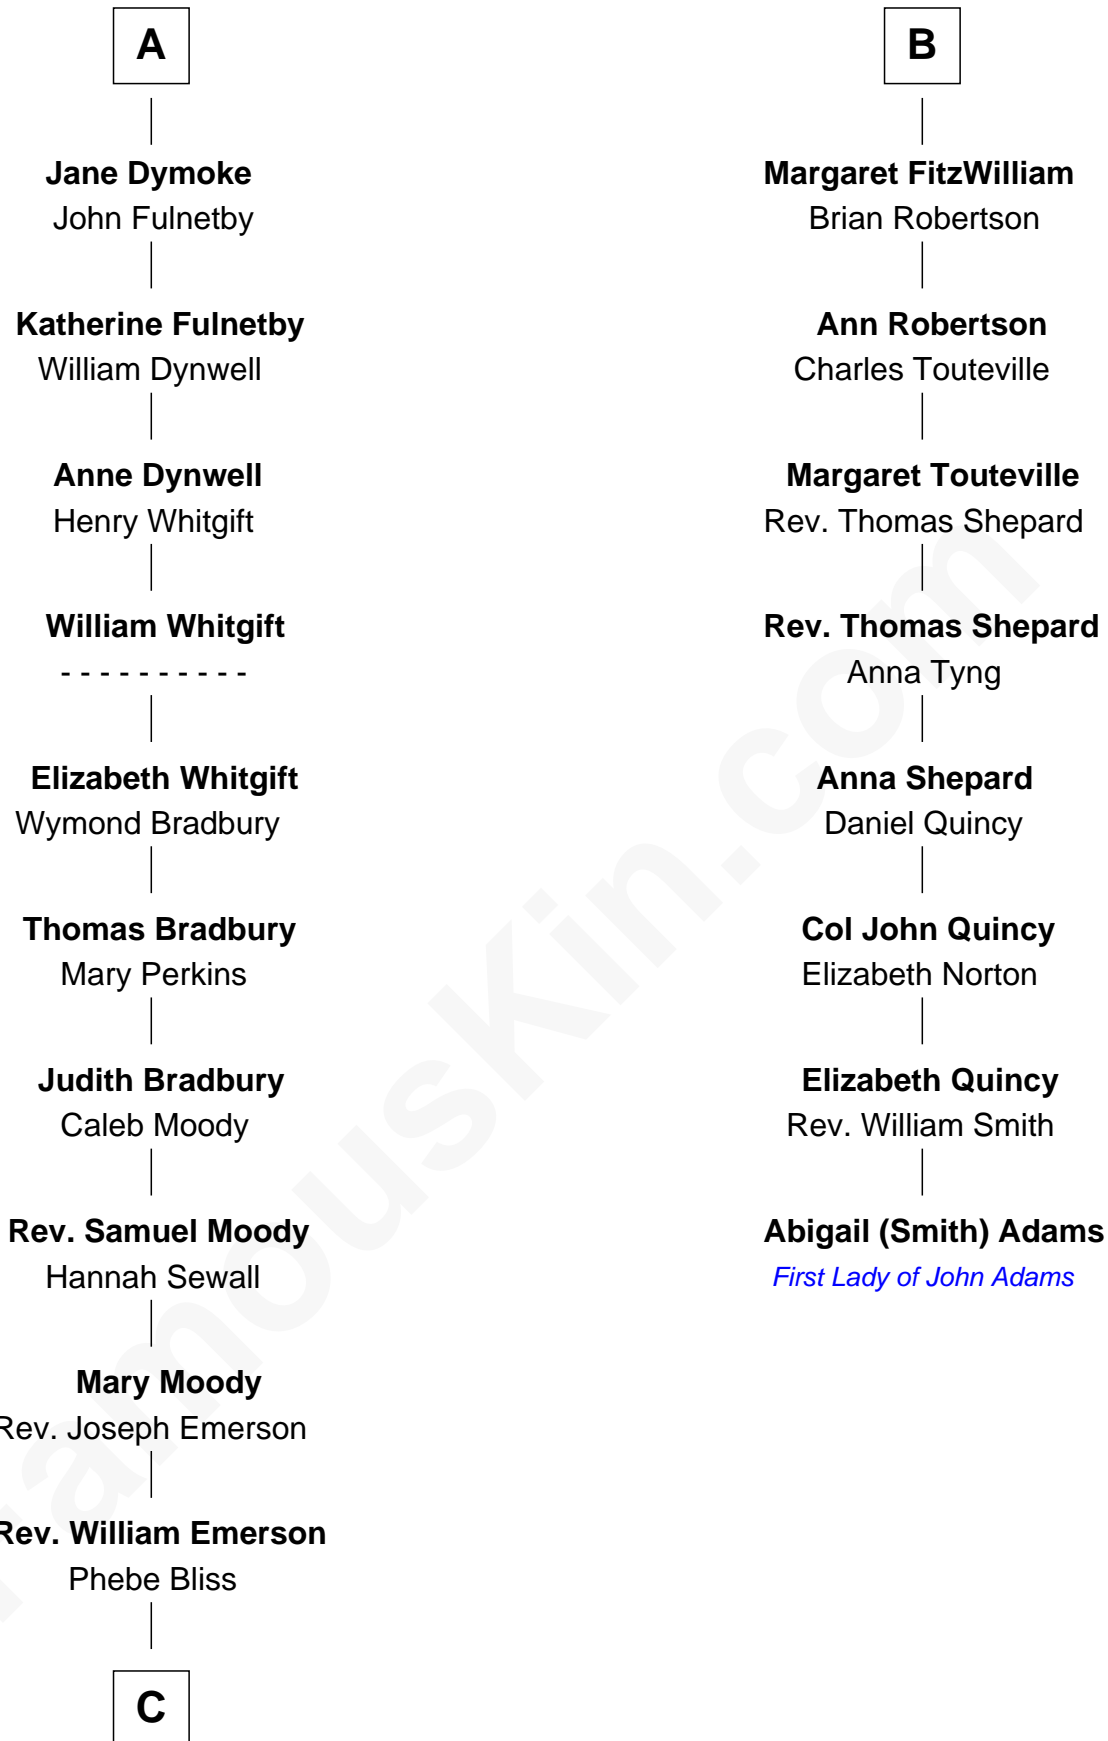 A
Jane Dymoke
John Fulnetby
Katherine Fulnetby
William Dynwell
Anne Dynwell
Henry Whitgift
William Whitgift
- - - - - - - - - -
Elizabeth Whitgift
Wymond Bradbury
Thomas Bradbury
Mary Perkins
Judith Bradbury
Caleb Moody
Rev. Samuel Moody
Hannah Sewall
Mary Moody
Rev. Joseph Emerson
Rev. William Emerson
Phebe Bliss
C
B
Margaret FitzWilliam
Brian Robertson
Ann Robertson
Charles Touteville
Margaret Touteville
Rev. Thomas Shepard
Rev. Thomas Shepard
Anna Tyng
Anna Shepard
Daniel Quincy
Col John Quincy
Elizabeth Norton
Elizabeth Quincy
Rev. William Smith
Abigail (Smith) Adams
First Lady of John Adams
FamousKin.com